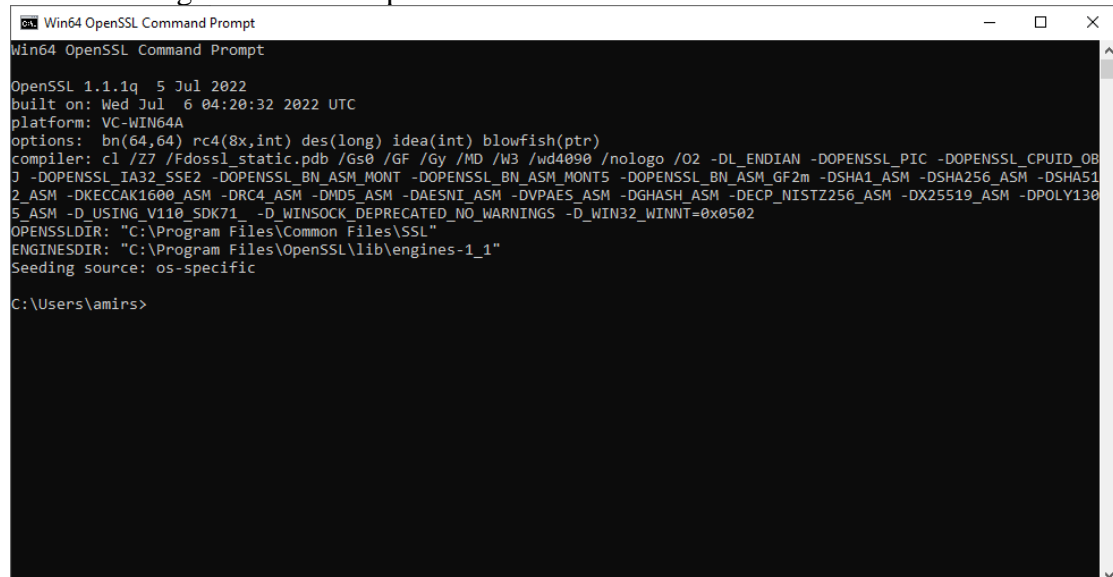 Win64 OpenSSL Command Prompt
Win64 OpenSSL Command Prompt
OpenSSL 1.1.1q  5 Jul 2022
built on: Wed Jul  6 04:20:32 2022 UTC
platform: VC-WIN64A
options:  bn(64,64) rc4(8x,int) des(long) idea(int) blowfish(ptr)
compiler: cl /Z7 /Fdossl_static.pdb /Gs0 /GF /Gy /MD /W3 /wd4090 /nologo /O2 -DL_ENDIAN -DOPENSSL_PIC -DOPENSSL_CPUID_OB
J -DOPENSSL_IA32_SSE2 -DOPENSSL_BN_ASM_MONT -DOPENSSL_BN_ASM_MONT5 -DOPENSSL_BN_ASM_GF2m -DSHA1_ASM -DSHA256_ASM -DSHA51
2_ASM -DKECCAK1600_ASM -DRC4_ASM -DMD5_ASM -DAESNI_ASM -DVPAES_ASM -DGHASH_ASM -DECP_NISTZ256_ASM -DX25519_ASM -DPOLY130
5_ASM -D_USING_V110_SDK71_ -D_WINSOCK_DEPRECATED_NO_WARNINGS -D_WIN32_WINNT=0x0502
OPENSSLDIR: "C:\Program Files\Common Files\SSL"
ENGINESDIR: "C:\Program Files\OpenSSL\lib\engines-1_1"
Seeding source: os-specific
C:\Users\amirs>